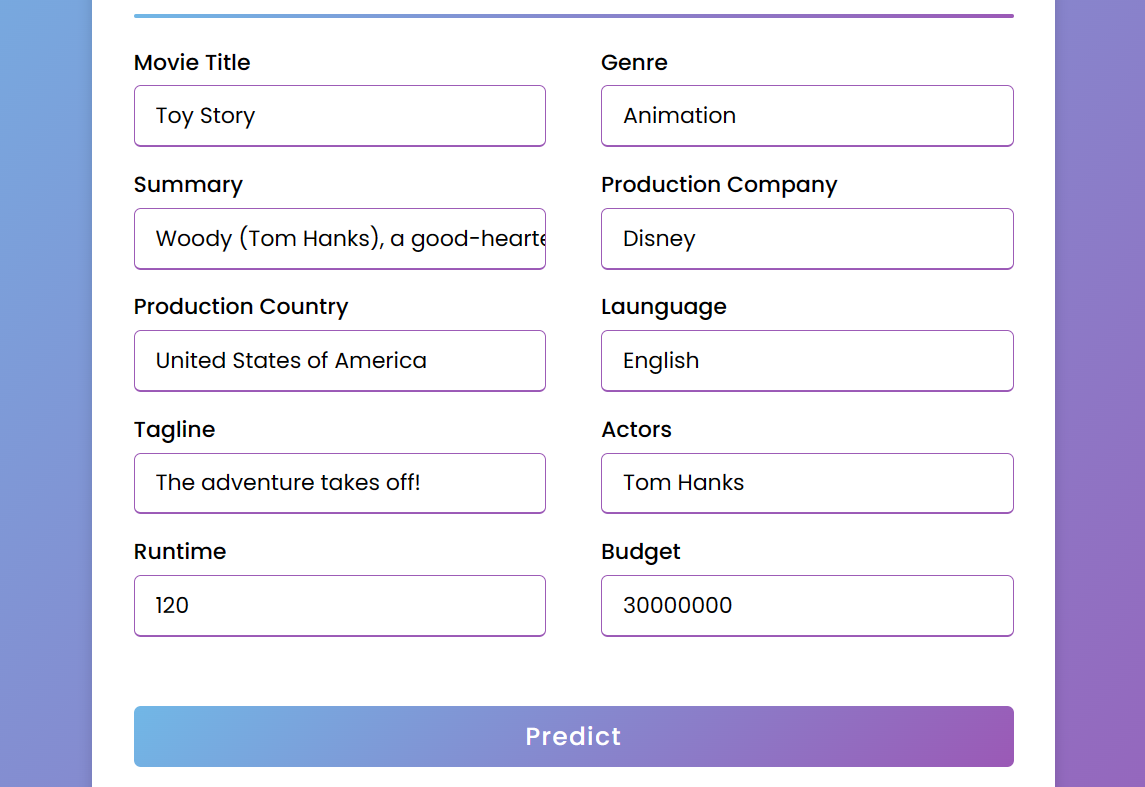 Movie Title
Genre
Toy Story
Animation
Summary
Production Company
Woody (Tom Hanks), a good-hearte
Disney
Production Country
Launguage
United States of America
English
Tagline
Actors
The adventure takes off!
Tom Hanks
Runtime
Budget
120
30000000
Predict